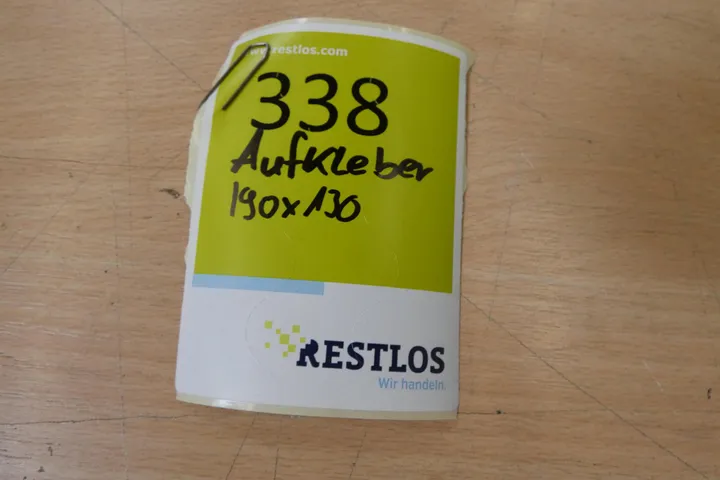 restlos.com
338
Aufkleber
190x130
RESTLOS
Wir handeln.